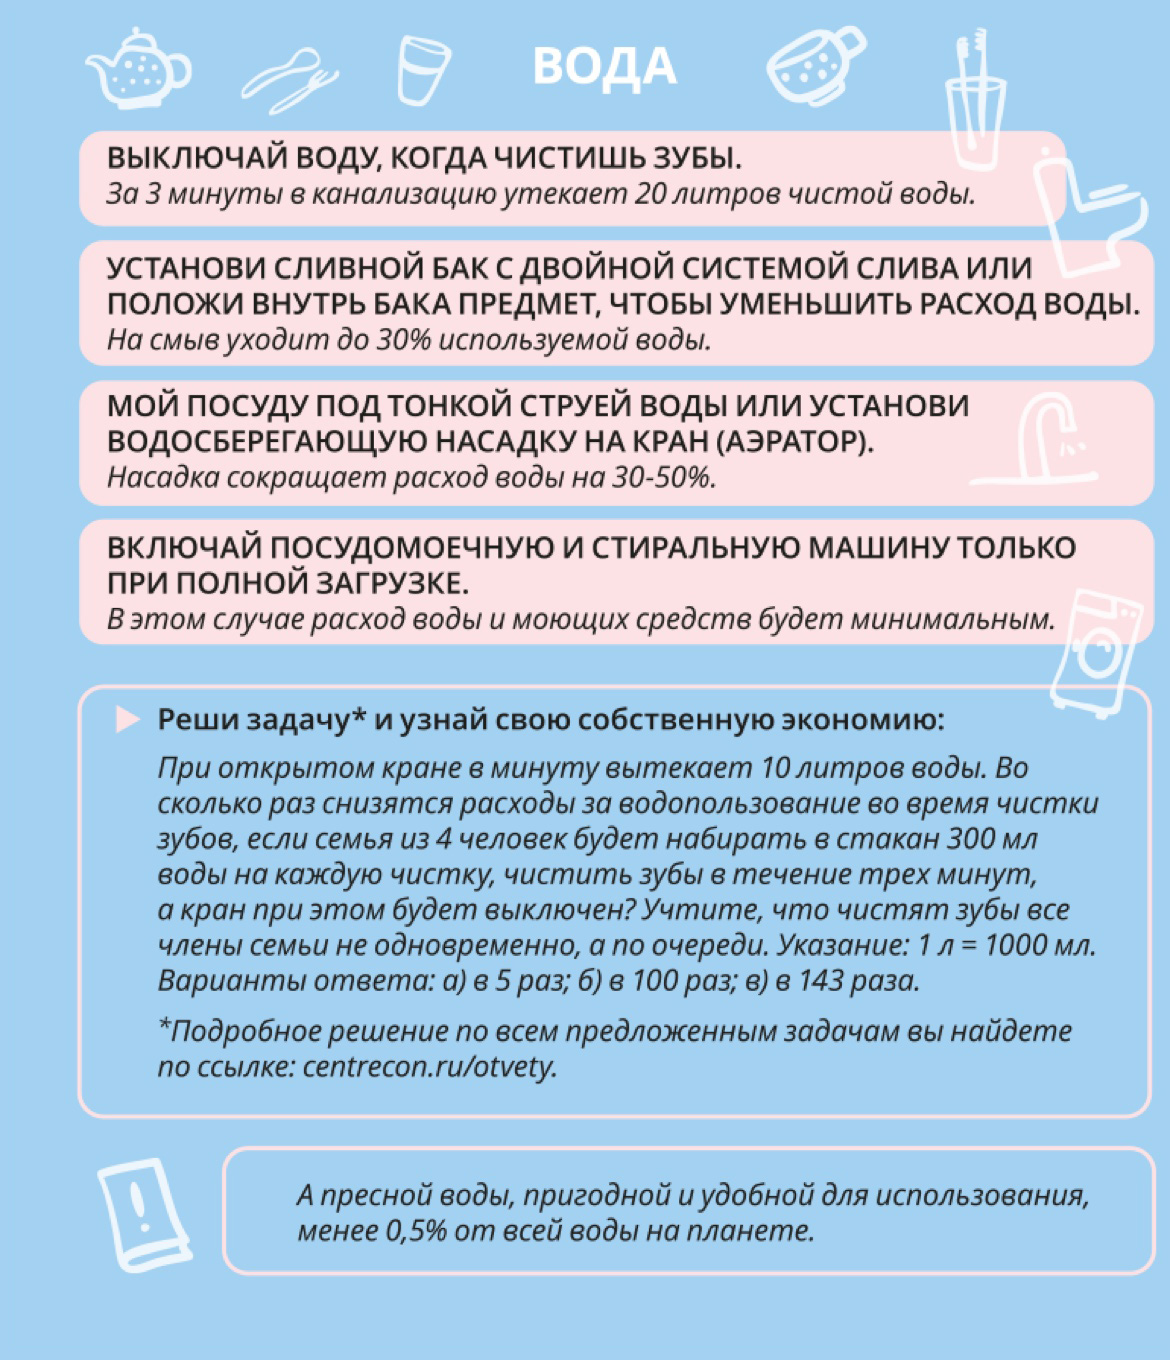 ВОДА
ВЫКЛЮЧАЙ ВОДУ, КОГДА ЧИСТИШЬ ЗУБЫ.
За 3 минуты в канализацию утекает 20 литров чистой воды.
УСТАНОВИ СЛИВНОЙ БАК С ДВОЙНОЙ СИСТЕМОЙ СЛИВА ИЛИ
ПОЛОЖИ ВНУТРЬ БАКА ПРЕДМЕТ, ЧТОБЫ УМЕНЬШИТЬ РАСХОД ВОДЫ.
На смыв уходит до 30% используемой воды.
МОЙ ПОСУДУ ПОД ТОНКОЙ СТРУЕЙ ВОДЫ ИЛИ УСТАНОВИ
ВОДОСБЕРЕГАЮЩУЮ НАСАДКУ НА КРАН (АЭРАТОР).
Насадка сокращает расход воды на 30-50%.
ВКЛЮЧАЙ ПОСУДОМОЕЧНУЮ И СТИРАЛЬНУЮ МАШИНУ ТОЛЬКО
ПРИ ПОЛНОЙ ЗАГРУЗКЕ.
В этом случае расход воды и моющих средств будет минимальным.
Реши задачу* и узнай свою собственную экономию:
При открытом кране в минуту вытекает 10 литров воды. Во
сколько раз снизятся расходы за водопользование во время чистки
зубов, если семья из 4 человек будет набирать в стакан 300 мл
воды на каждую чистку, чистить зубы в течение трех минут,
а кран при этом будет выключен? Учтите, что чистят зубы все
члены семьи не одновременно, а по очереди. Указание: 1 л = 1000 мл.
Варианты ответа: а) в 5 раз; б) в 100 раз; в) в 143 раза.
*Подробное решение по всем предложенным задачам вы найдете
по ссылке: centrecon.ru/otvety.
А пресной воды, пригодной и удобной для использования,
менее 0,5% от всей воды на планете.